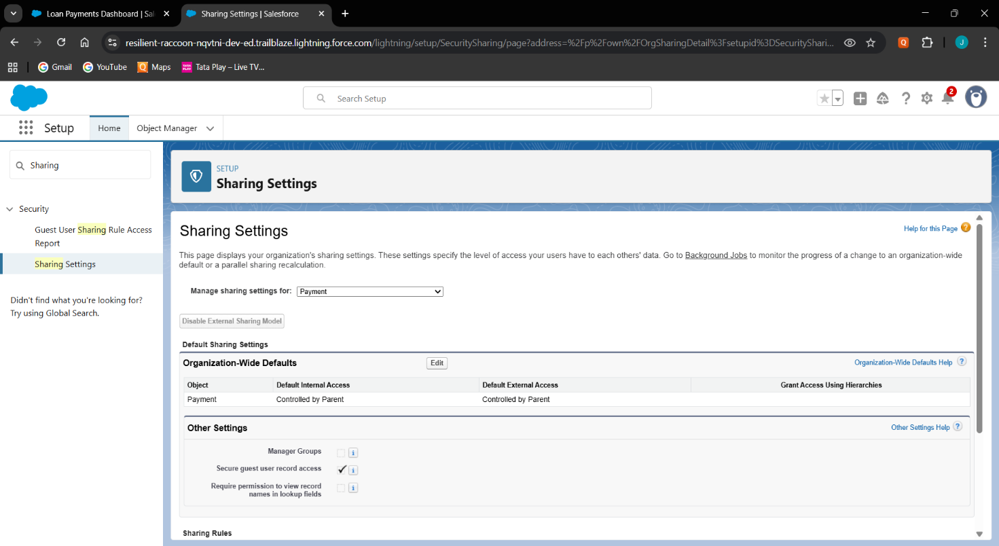 Loan Payments Dashboard | Sal
Sharing Settings | Salesforce
resilient-raccoon-nqvtni-dev-ed.trailblaze.lightning.force.com/lightning/setup/SecuritySharing/page?address=%2Fp%2Fown%2FOrgSharingDetail%3Fsetupid%3DSecurityShari...
Q
J
Gmail
YouTube
Maps
Tata Play – Live TV...
Search Setup
2
Setup
Home
Object Manager
Sharing
Security
Guest User Sharing Rule Access
Report
Sharing Settings
Didn't find what you're looking for?
Try using Global Search.
SETUP
Sharing Settings
Sharing Settings
Help for this Page
This page displays your organization's sharing settings. These settings specify the level of access your users have to each others' data. Go to Background Jobs to monitor the progress of a change to an organization-wide
default or a parallel sharing recalculation.
Manage sharing settings for: Payment
Disable External Sharing Model
Default Sharing Settings
Organization-Wide Defaults Edit Organization-Wide Defaults Help ?
Object Default Internal Access Default External Access Grant Access Using Hierarchies
Payment Controlled by Parent Controlled by Parent
Other Settings Other Settings Help ?
Manager Groups
Secure guest user record access
Require permission to view record
names in lookup fields
Sharing Rules